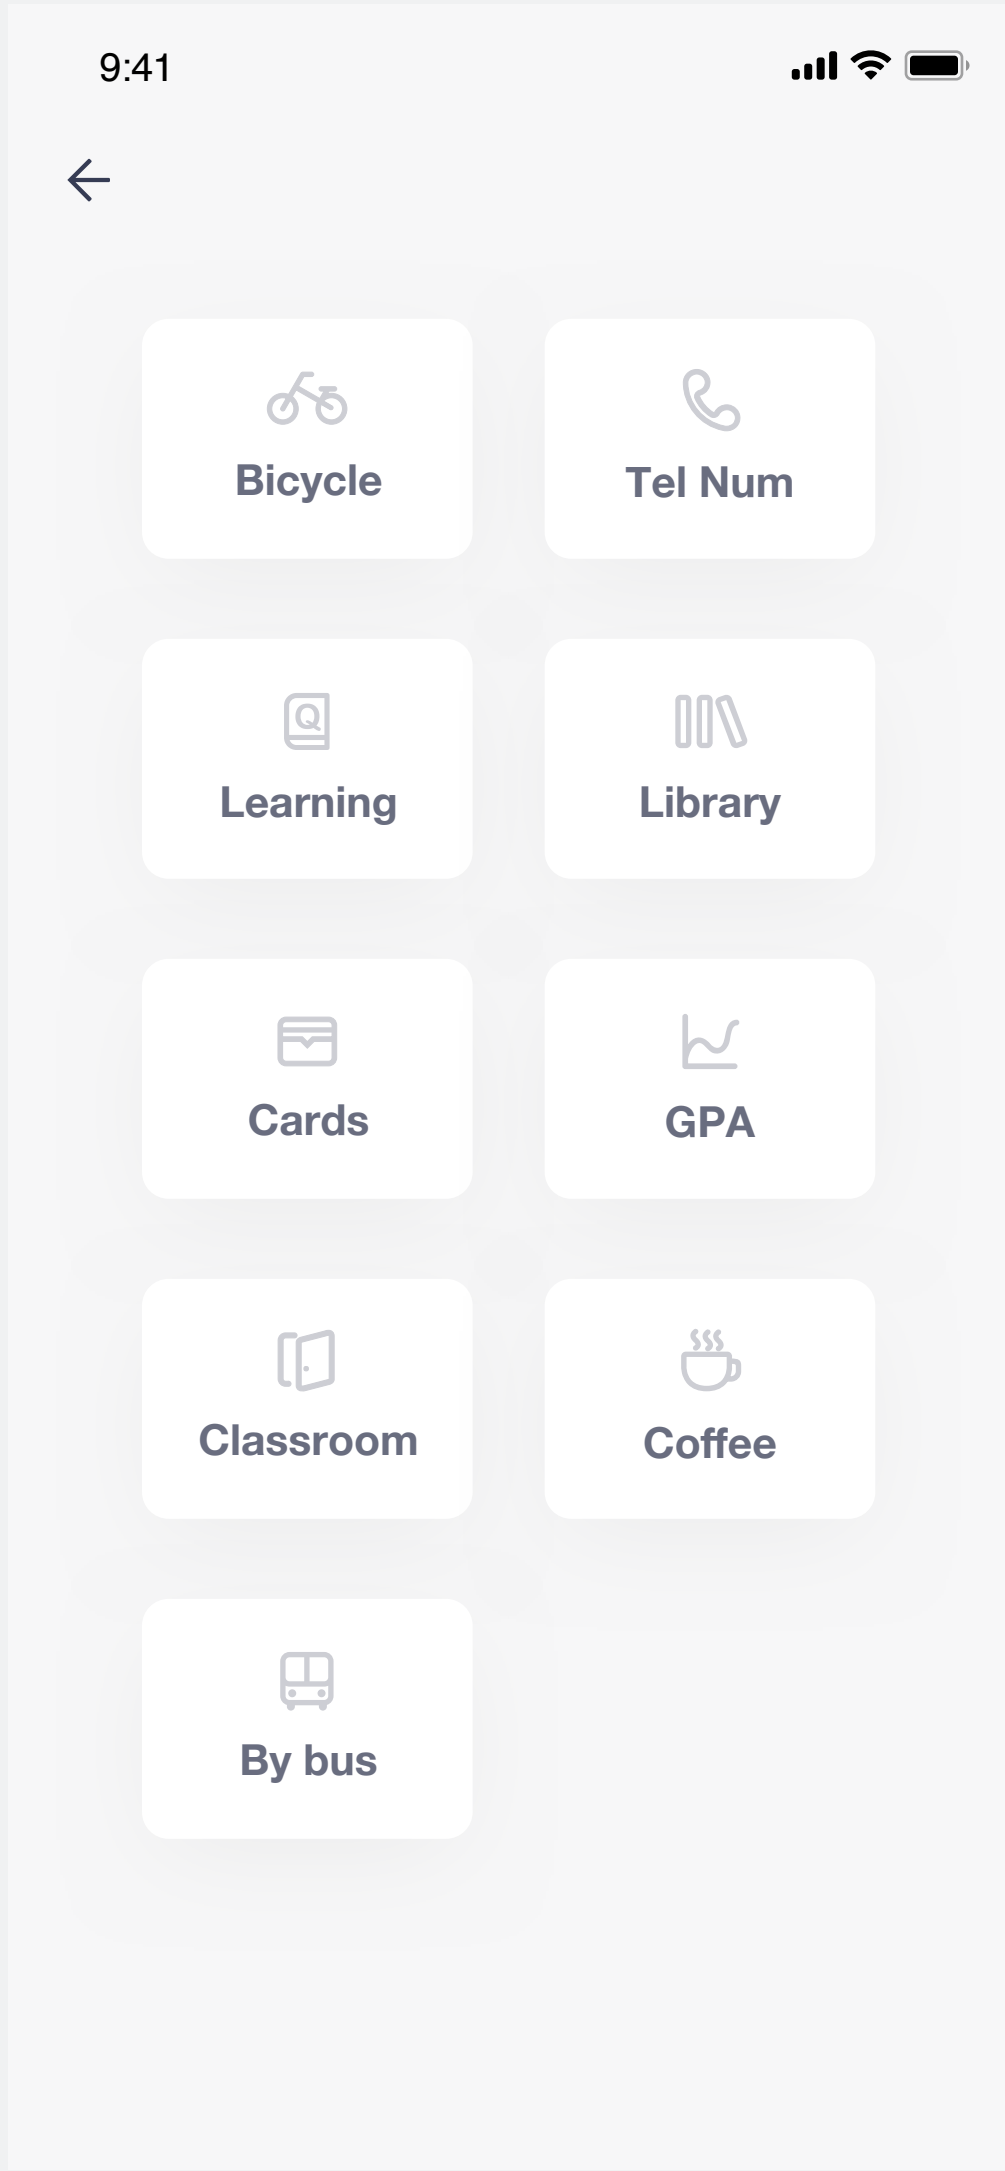 9:41
Bicycle
Tel Num
Q
Learning
Library
Cards
GPA
Classroom
Coffee
By bus